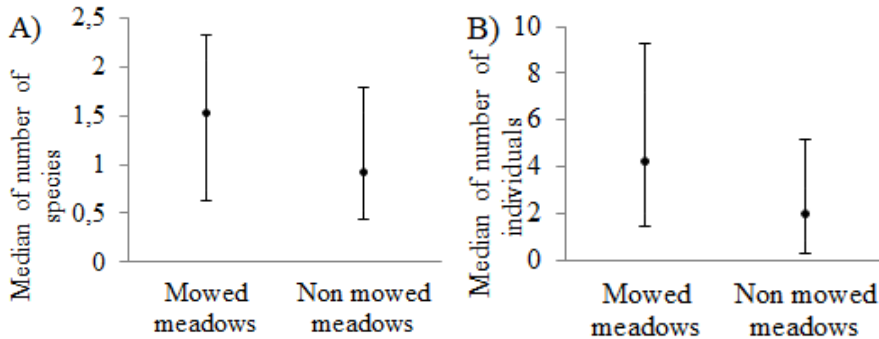 A)
Median of number of
species
2,5
2
1,5
1
0,5
0
Mowed
meadows
Non mowed
meadows
B)
Median of number of
individuals
10
8
6
4
2
0
Mowed
meadows
Non mowed
meadows